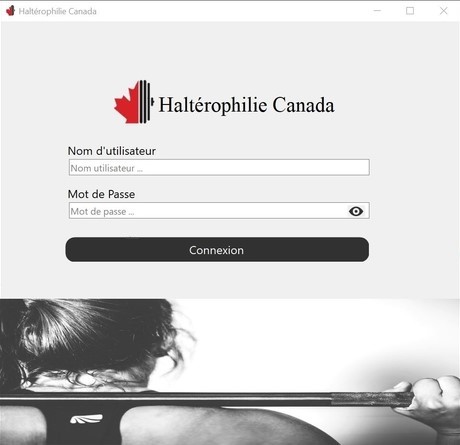 Haltérophilie Canada
Haltérophilie Canada
Nom d'utilisateur
Nom utilisateur ...
Mot de Passe
Mot de passe ...
Connexion